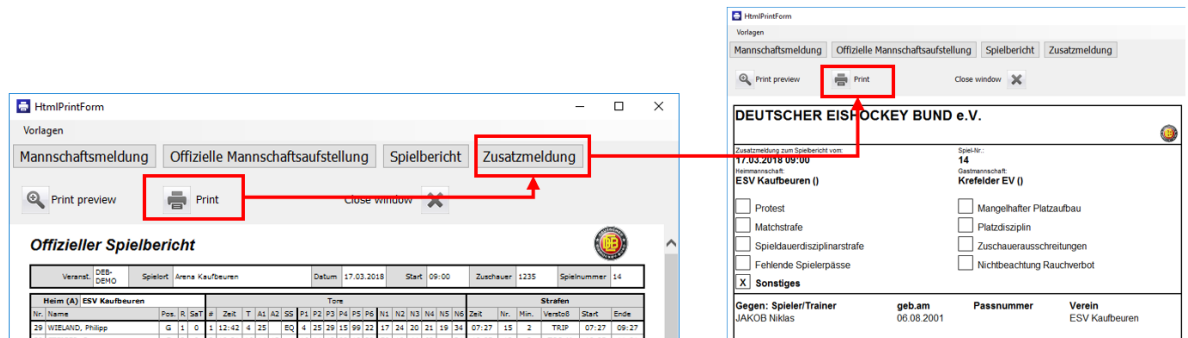 HtmlPrintForm
Vorlagen
Mannschaftsmeldung Offizielle Mannschaftsaufstellung Spielbericht Zusatzmeldung
Print preview Print Close window
Offizieller Spielbericht
Veranst. DEB-DEMO Spielort Arena Kaufbeuren Datum 17.03.2018 Start 09:00 Zuschauer 1235 Spielnummer 14
Heim (A) ESV Kaufbeuren Tore Strafen
Nr. Name Pos. R SaT # Zeit T A1 A2 SS P1 P2 P3 P4 P5 P6 N1 N2 N3 N4 N5 N6 Zeit Nr. Min. Verstoß Start Ende
29 WIELAND, Philipp G 1 0 1 12:42 4 25 EQ 4 25 29 15 99 22 17 24 20 21 19 34 07:27 15 2 TRIP 07:27 09:27
HtmlPrintForm
Vorlagen
Mannschaftsmeldung Offizielle Mannschaftsaufstellung Spielbericht Zusatzmeldung
Print preview Print Close window
DEUTSCHER EISHOCKEY BUND e.V.
Zusatzmeldung zum Spielbericht vom: Spiel-Nr.:
17.03.2018 09:00 14
Heimmannschaft: Gastmannschaft:
ESV Kaufbeuren () Krefelder EV ()
Protest Mangelhafter Platzaufbau
Matchstrafe Platzdisziplin
Spieldauerdisziplinarstrafe Zuschauerausschreitungen
Fehlende Spielerpässe Nichtbeachtung Rauchverbot
X Sonstiges
Gegen: Spieler/Trainer geb.am Passnummer Verein
JAKOB Niklas 06.08.2001 ESV Kaufbeuren